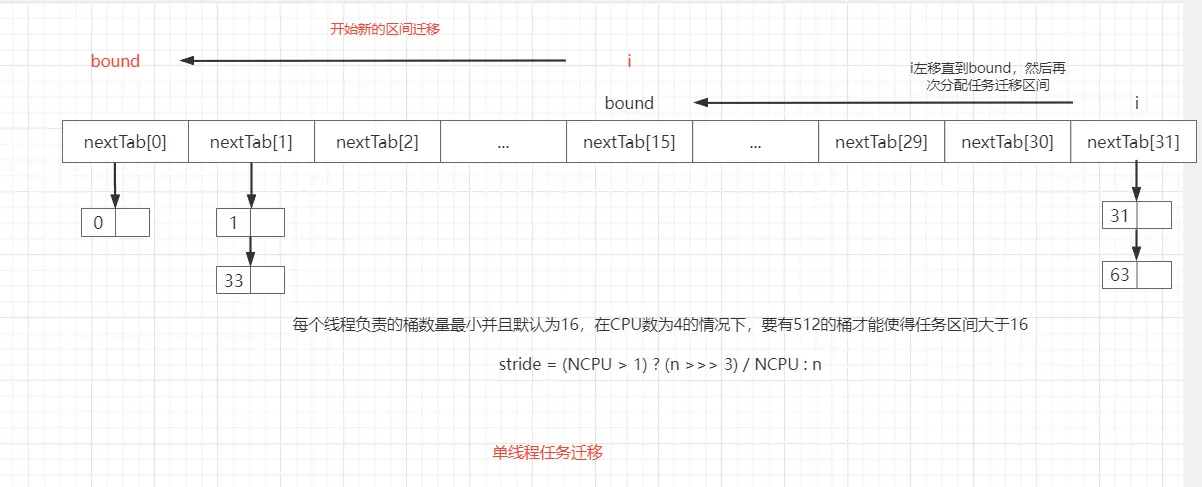 开始新的区间迁移
bound
i
i左移直到bound，然后再
次分配任务迁移区间
bound
i
nextTab[0]
nextTab[1]
nextTab[2]
...
nextTab[15]
...
nextTab[29]
nextTab[30]
nextTab[31]
0
1
31
33
63
每个线程负责的桶数量最小并且默认为16，在CPU数为4的情况下，要有512的桶才能使得任务区间大于16
stride = (NCPU > 1) ? (n >>> 3) / NCPU : n
单线程任务迁移